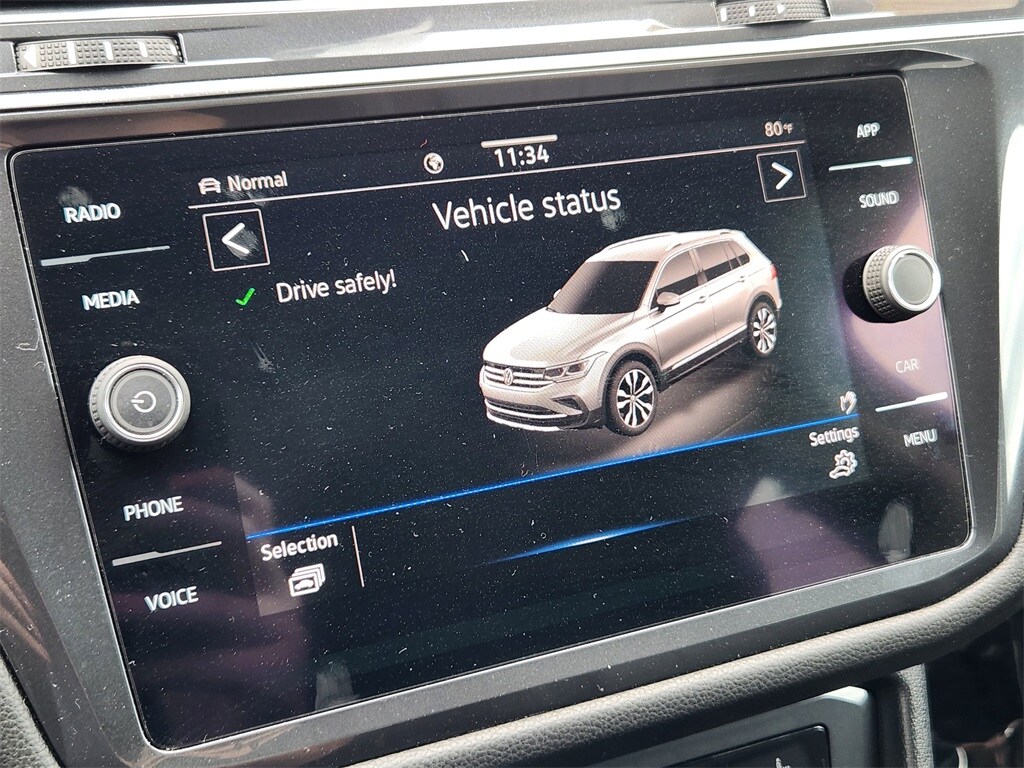 80°F
APP
11:34
Normal
RADIO
Vehicle status
SOUND
Drive safely!
MEDIA
CAR
Settings
MENU
PHONE
Selection
VOICE